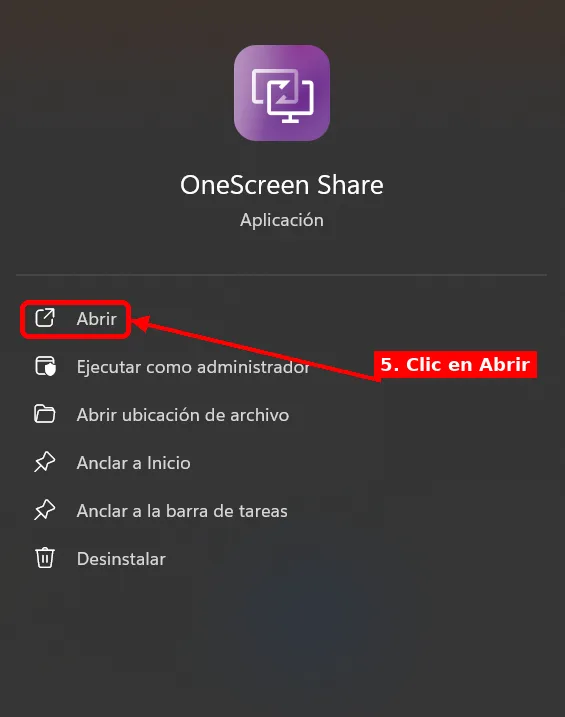 OneScreen Share
Aplicación
Abrir
5. Clic en Abrir
Ejecutar como administrador
Abrir ubicación de archivo
Anclar a Inicio
Anclar a la barra de tareas
Desinstalar